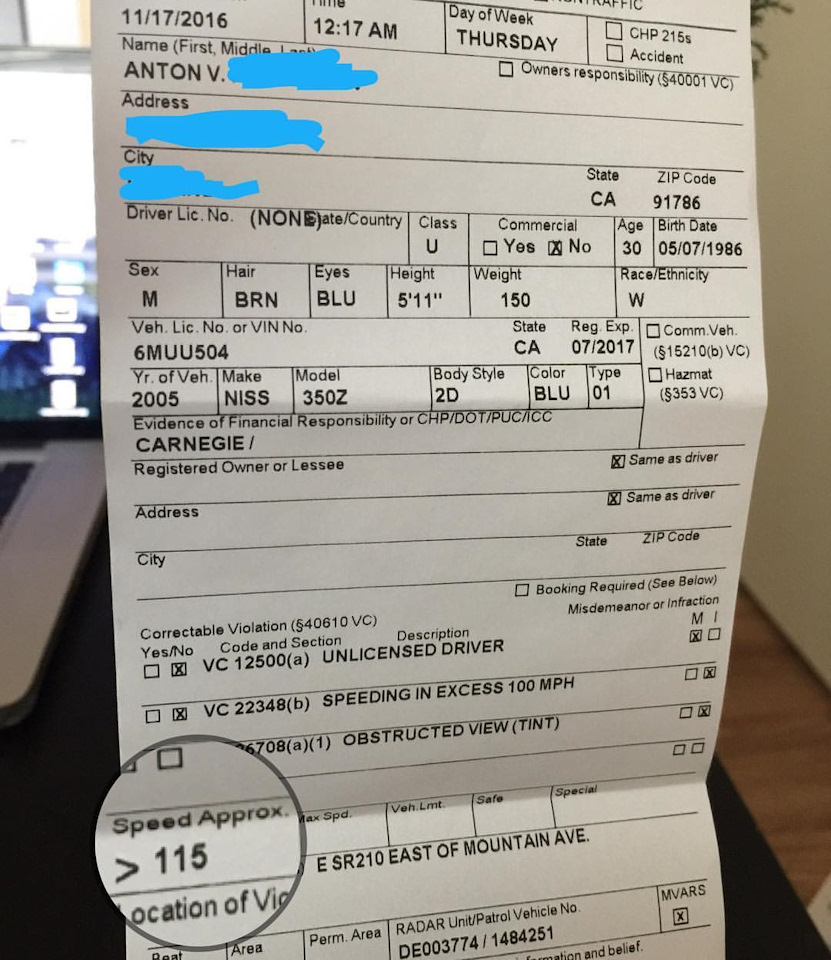 TRAFFIC
11/17/2016 Time 12:17 AM Day of Week THURSDAY CHP 215s
Accident
Name (First, Middle, Last)
ANTON V. Owners responsibility (§40001 VC)
Address
City State ZIP Code
CA 91786
Driver Lic. No. (NONE) ate/Country Class Commercial Age Birth Date
U Yes No 30 05/07/1986
Sex Hair Eyes Height Weight Race/Ethnicity
M BRN BLU 5'11" 150 W
Veh. Lic. No. or VIN No. State Reg. Exp. Comm.Veh.
6MUU504 CA 07/2017 (§15210(b) VC)
Yr. of Veh. Make Model Body Style Color Type Hazmat
2005 NISS 350Z 2D BLU 01 (§353 VC)
Evidence of Financial Responsibility or CHP/DOT/PUC/ICC
CARNEGIE /
Registered Owner or Lessee Same as driver
Address Same as driver
City State ZIP Code
Booking Required (See Below)
Correctable Violation (§40610 VC) Misdemeanor or Infraction
Yes/No Code and Section Description M I
VC 12500(a) UNLICENSED DRIVER
VC 22348(b) SPEEDING IN EXCESS 100 MPH
26708(a)(1) OBSTRUCTED VIEW (TINT)
Speed Approx. Max Spd. Veh.Lmt. Safe Special
> 115
Location of Vio
E SR210 EAST OF MOUNTAIN AVE.
Beat Area Perm. Area RADAR Unit/Patrol Vehicle No. MVARS
DE003774 / 1484251
information and belief.